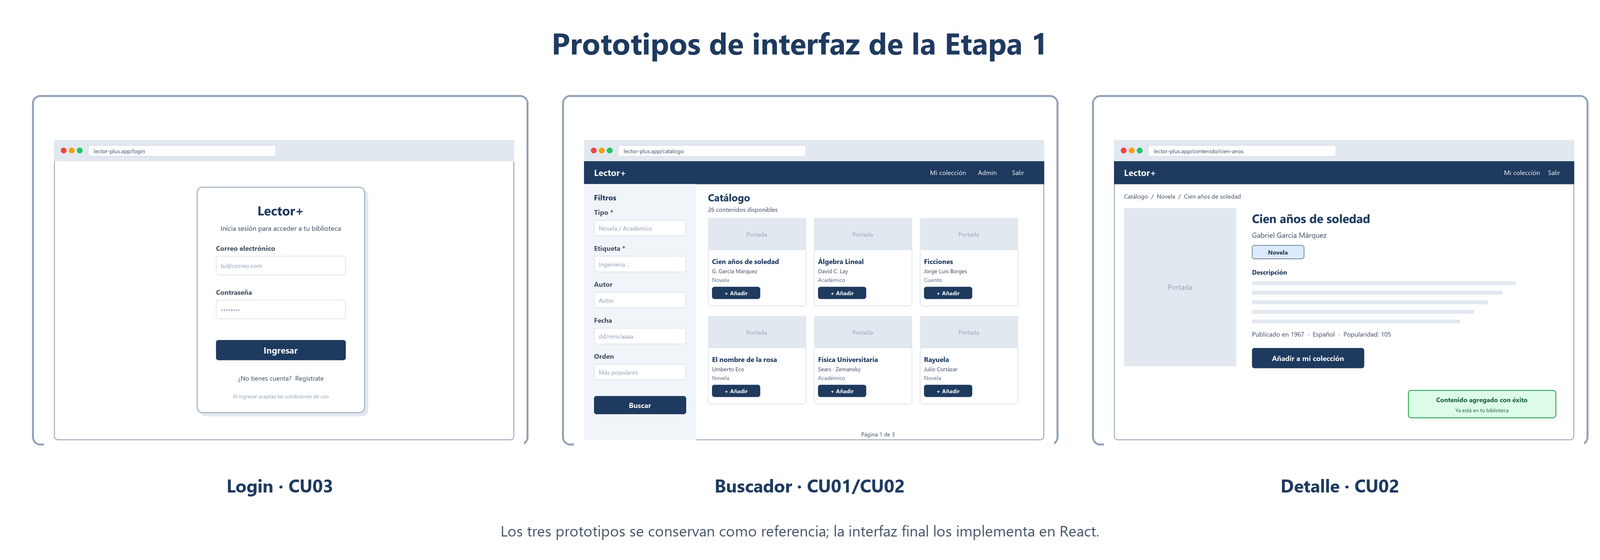 Prototipos de interfaz de la Etapa 1
lector-plus.app/login
Lector+
Inicia sesión para acceder a tu biblioteca
Correo electrónico
tu@correo.com
Contraseña
••••••••
Ingresar
¿No tienes cuenta? Regístrate
Al ingresar aceptas las condiciones de uso
Login · CU03
lector-plus.app/catalogo
Lector+ Mi colección Admin Salir
Filtros
Tipo *
Novela / Académico
Etiqueta *
Ingeniería...
Autor
Autor
Fecha
dd/mm/aaaa
Orden
Más populares
Buscar
Catálogo
26 contenidos disponibles
Portada
Cien años de soledad
G. García Márquez
Novela
+ Añadir
Portada
Álgebra Lineal
David C. Lay
Académico
+ Añadir
Portada
Ficciones
Jorge Luis Borges
Cuento
+ Añadir
Portada
El nombre de la rosa
Umberto Eco
Novela
+ Añadir
Portada
Física Universitaria
Sears · Zemansky
Académico
+ Añadir
Portada
Rayuela
Julio Cortázar
Novela
+ Añadir
Página 1 de 3
Buscador · CU01/CU02
lector-plus.app/contenido/cien-anos
Lector+ Mi colección Salir
Catálogo / Novela / Cien años de soledad
Portada
Cien años de soledad
Gabriel García Márquez
Novela
Descripción
Publicado en 1967 · Español · Popularidad: 105
Añadir a mi colección
Contenido agregado con éxito
Ya está en tu biblioteca
Detalle · CU02
Los tres prototipos se conservan como referencia; la interfaz final los implementa en React.